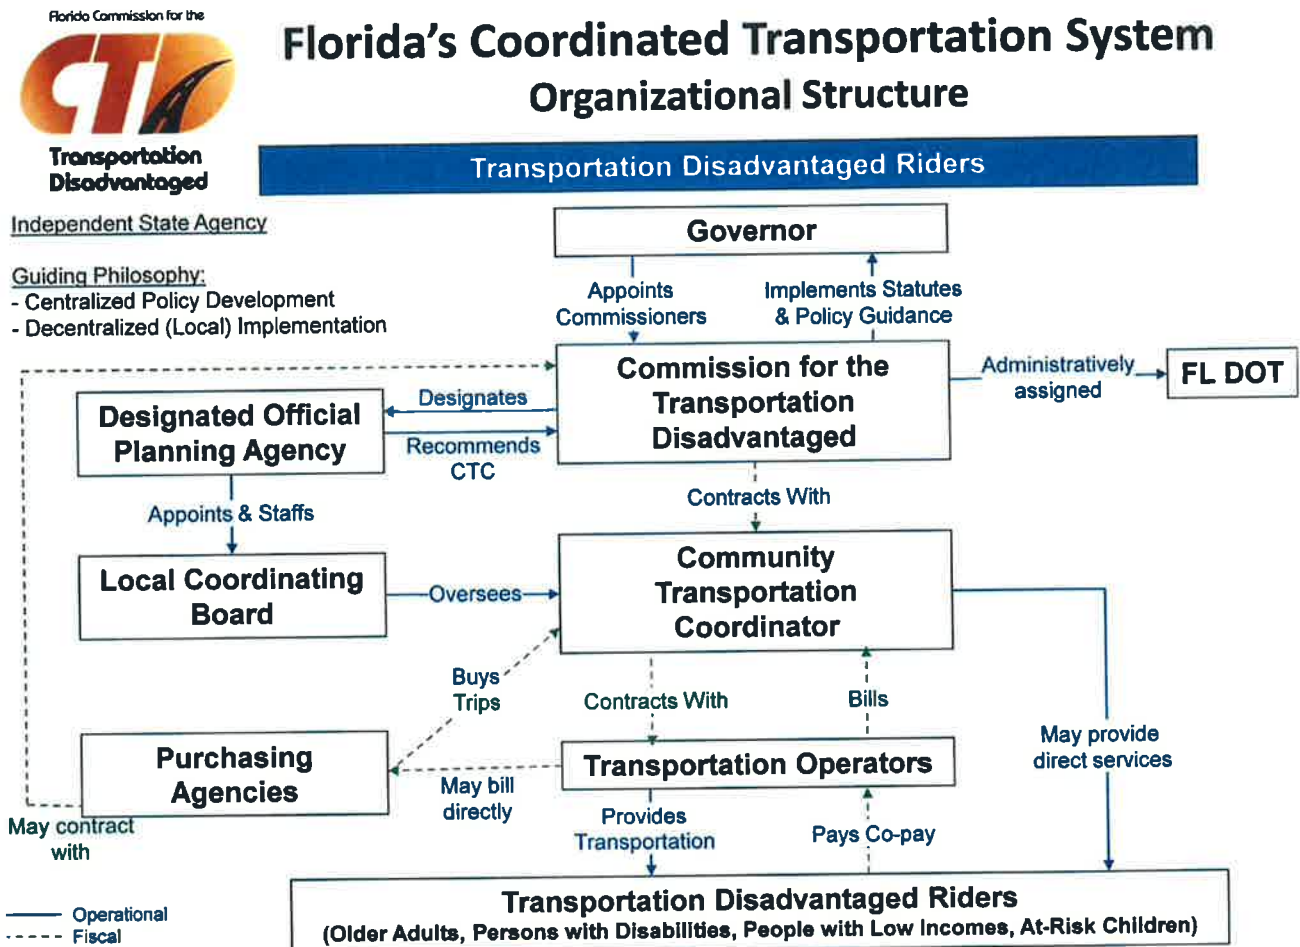 Florida Commission for the
CTD
Transportation
Disadvantaged
Florida's Coordinated Transportation System
Organizational Structure
Transportation Disadvantaged Riders
Independent State Agency
Guiding Philosophy:
- Centralized Policy Development
- Decentralized (Local) Implementation
Governor
Appoints
Commissioners
Implements Statutes
& Policy Guidance
Commission for the
Transportation
Disadvantaged
Administratively
assigned
FL DOT
Designated Official
Planning Agency
Designates
Recommends
CTC
Appoints & Staffs
Contracts With
Local Coordinating
Board
Oversees
Community
Transportation
Coordinator
Buys
Trips
Contracts With
Bills
May provide
direct services
Purchasing
Agencies
May bill
directly
Transportation Operators
May contract
with
Provides
Transportation
Pays Co-pay
Transportation Disadvantaged Riders
(Older Adults, Persons with Disabilities, People with Low Incomes, At-Risk Children)
Operational
Fiscal